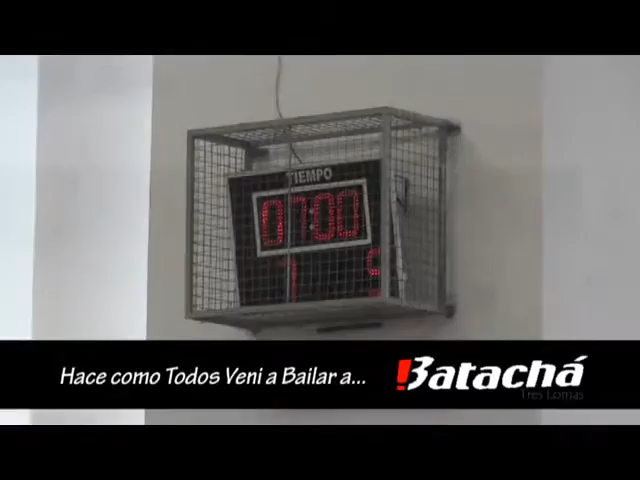 TIEMPO
07:00
Hace como Todos Veni a Bailar a...
Batachá
Tres Lomas